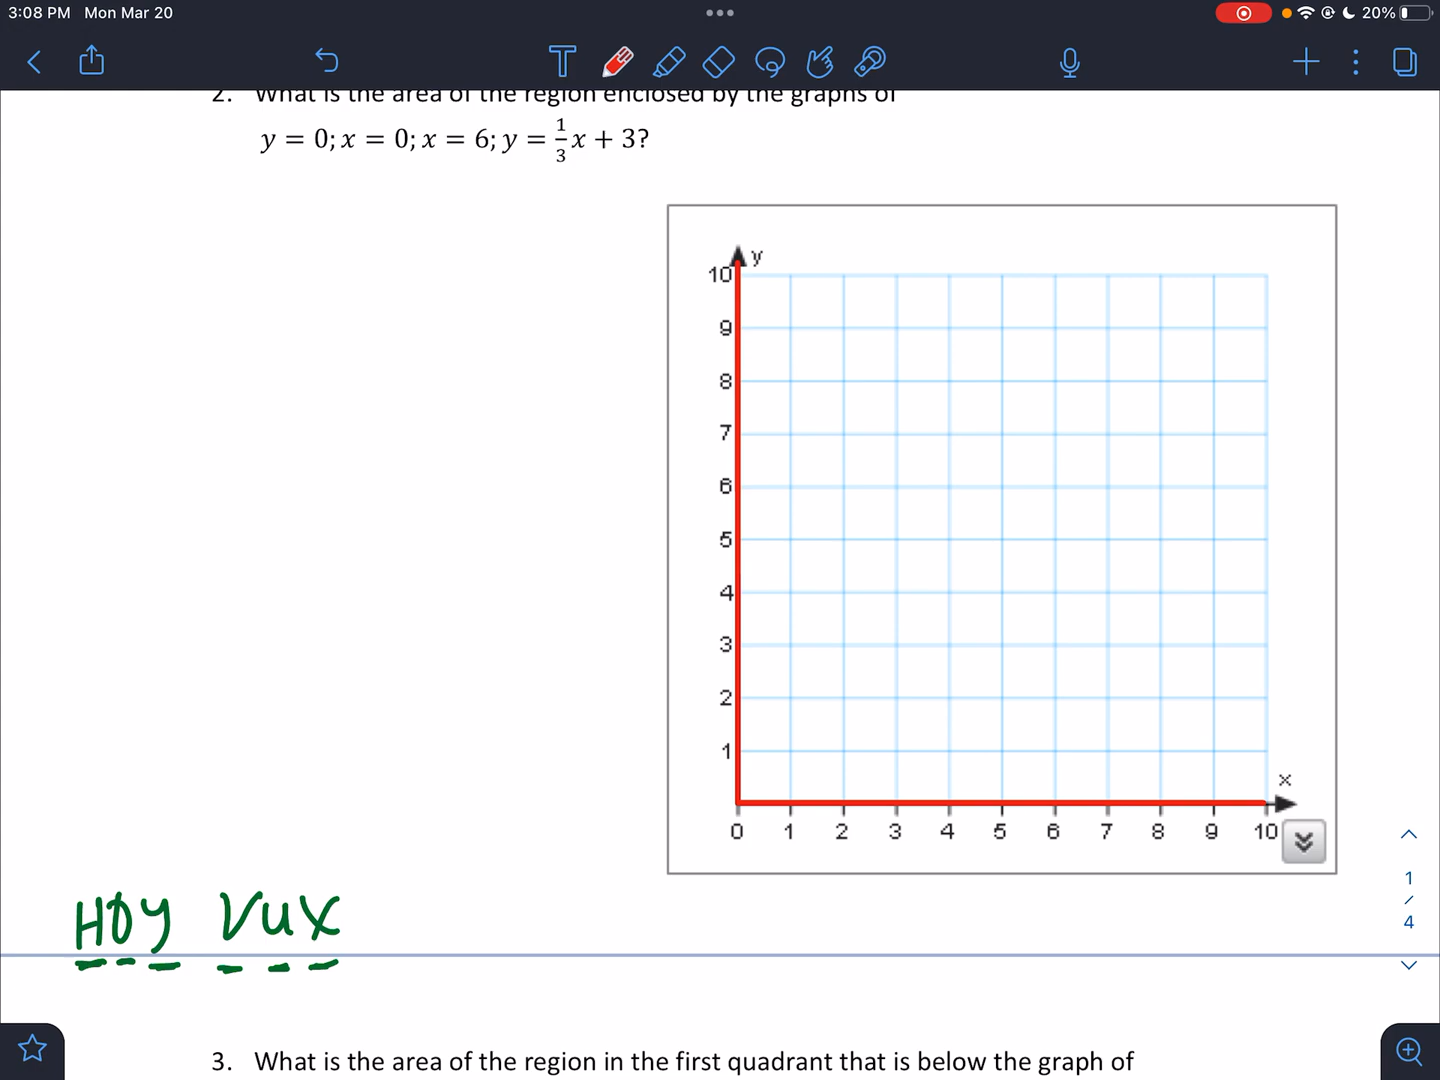 3:08 PM Mon Mar 20
20%
T
2. What is the area of the region enclosed by the graphs of
y = 0; x = 0; x = 6; y = 1/3 x + 3?
y
10
9
8
7
6
5
4
3
2
1
x
0 1 2 3 4 5 6 7 8 9 10
HOY VUX
1
/
4
3. What is the area of the region in the first quadrant that is below the graph of